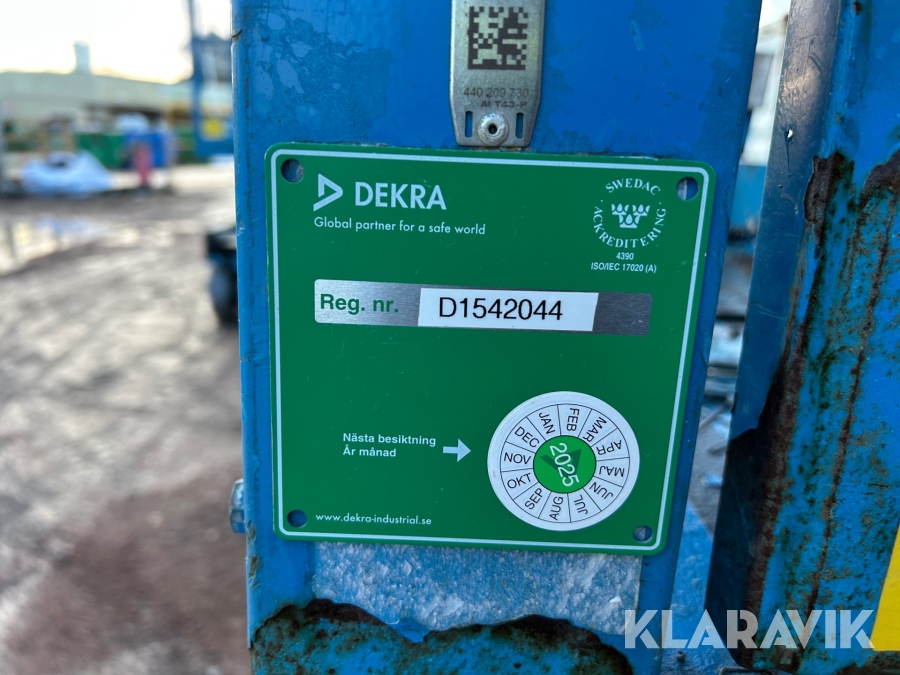 440 209 730
ALT43-P
DEKRA
Global partner for a safe world
SWEDAC
ACKREDITERING
4390
ISO/IEC 17020 (A)
Reg. nr. D1542044
Nästa besiktning
År månad
JAN FEB MAR APR MAJ JUN JUL AUG SEP OKT NOV DEC
2025
www.dekra-industrial.se
KLARAVIK